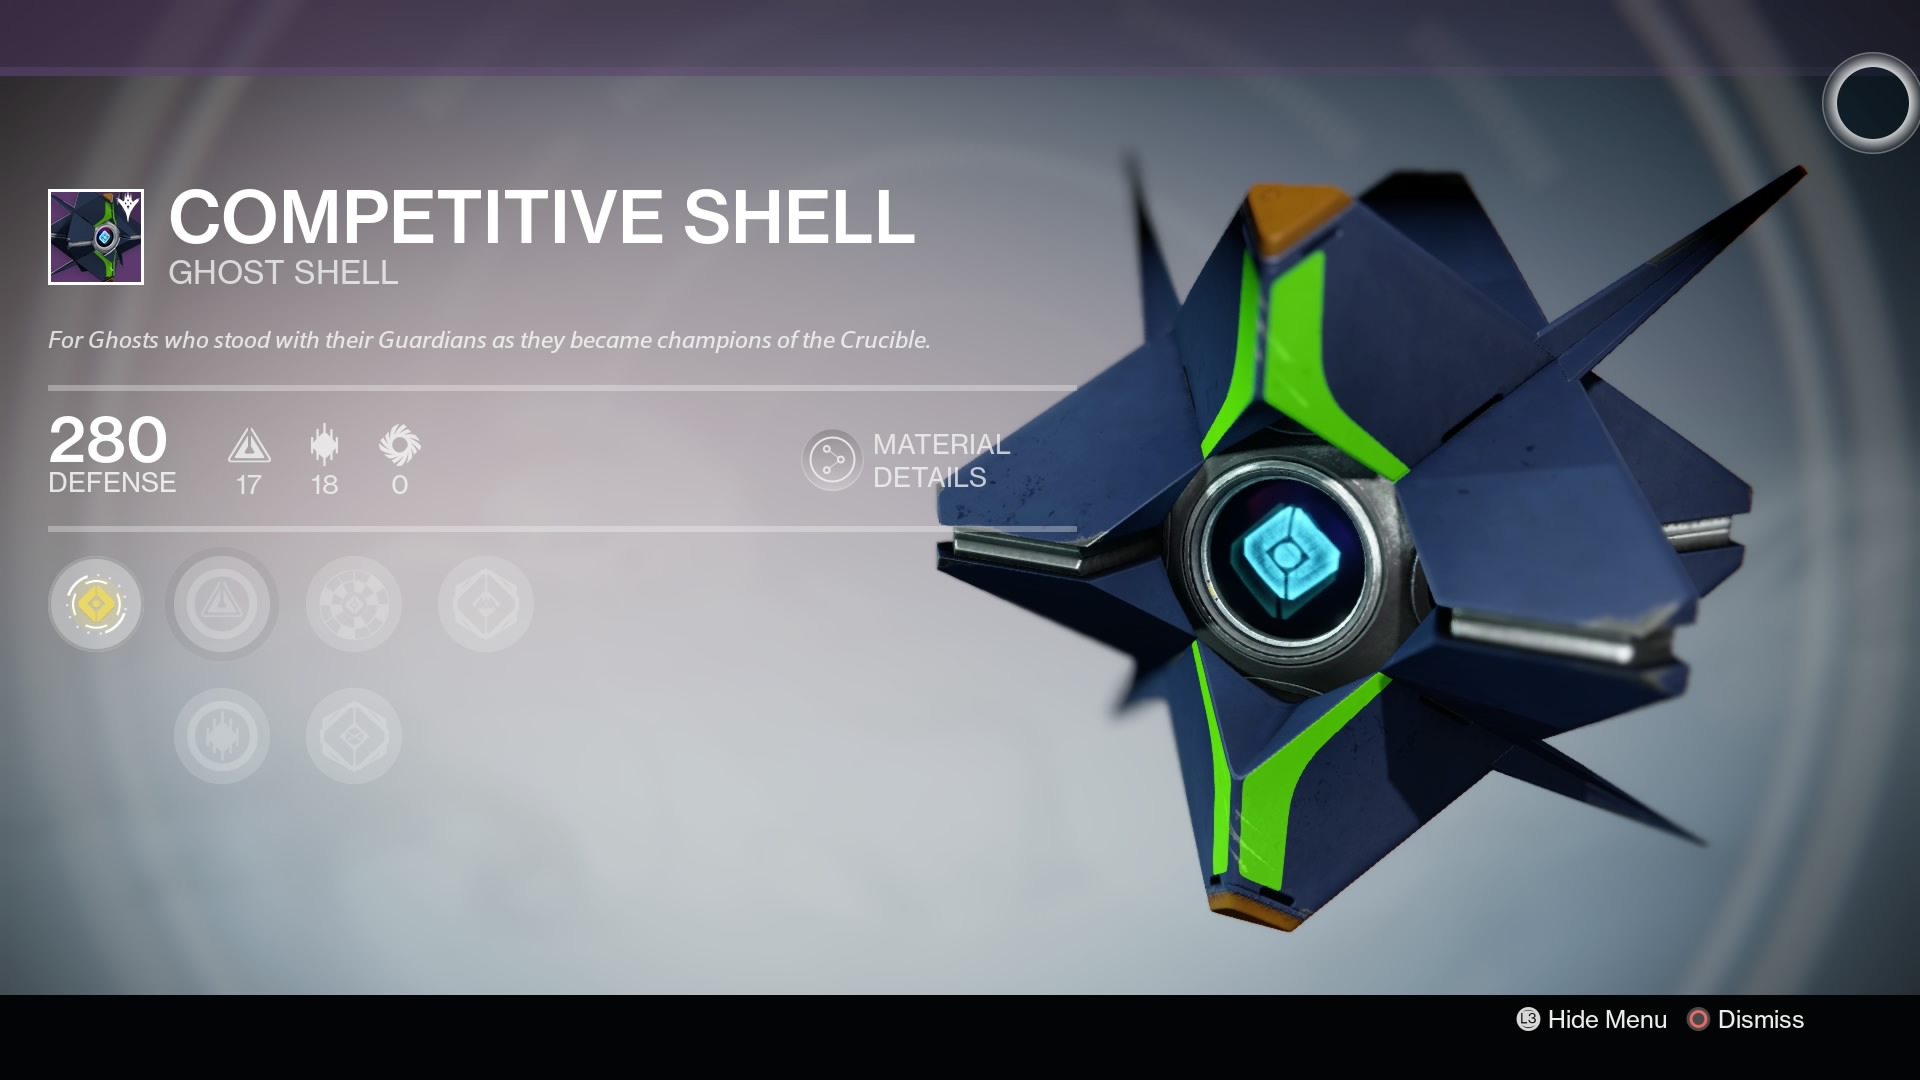 COMPETITIVE SHELL
GHOST SHELL
For Ghosts who stood with their Guardians as they became champions of the Crucible.
280
DEFENSE
17 18 0
MATERIAL
DETAILS
L3 Hide Menu Dismiss